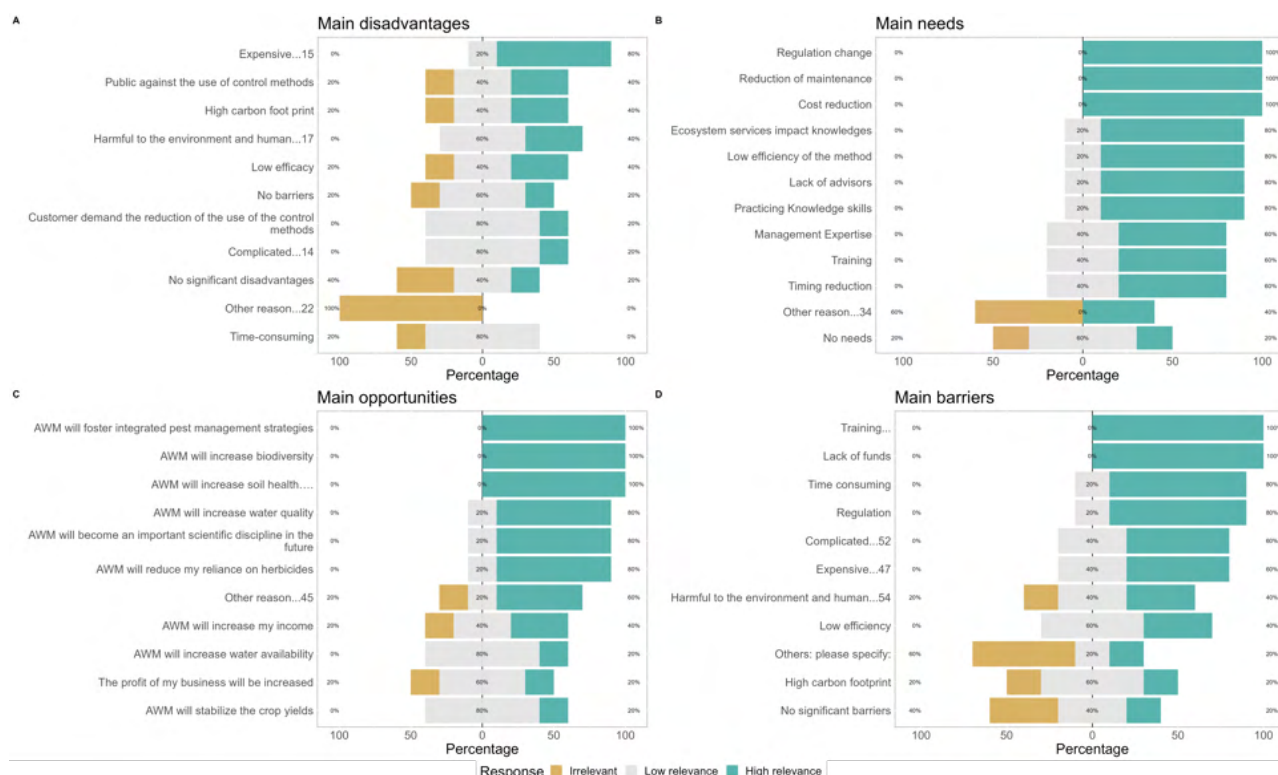 A Main disadvantages
Expensive...15 0% 20% 80%
Public against the use of control methods 20% 40% 40%
High carbon foot print 20% 40% 40%
Harmful to the environment and human...17 0% 60% 40%
Low efficacy 20% 40% 40%
No barriers 20% 60% 20%
Customer demand the reduction of the use of the control
methods 0% 80% 20%
Complicated...14 0% 80% 20%
No significant disadvantages 40% 40% 20%
Other reason...22 100% 0% 0%
Time-consuming 20% 80% 0%
100 50 0 50 100
Percentage
B Main needs
Regulation change 0% 0% 100%
Reduction of maintenance 0% 0% 100%
Cost reduction 0% 0% 100%
Ecosystem services impact knowledges 0% 20% 80%
Low efficiency of the method 0% 20% 80%
Lack of advisors 0% 20% 80%
Practicing Knowledge skills 0% 20% 80%
Management Expertise 0% 40% 60%
Training 0% 40% 60%
Timing reduction 0% 40% 60%
Other reason...34 60% 0% 40%
No needs 20% 60% 20%
100 50 0 50 100
Percentage
C Main opportunities
AWM will foster integrated pest management strategies 0% 0% 100%
AWM will increase biodiversity 0% 0% 100%
AWM will increase soil health.... 0% 0% 100%
AWM will increase water quality 0% 20% 80%
AWM will become an important scientific discipline in the
future 0% 20% 80%
AWM will reduce my reliance on herbicides 0% 20% 80%
Other reason...45 20% 20% 60%
AWM will increase my income 20% 40% 40%
AWM will increase water availability 0% 80% 20%
The profit of my business will be increased 20% 60% 20%
AWM will stabilize the crop yields 0% 80% 20%
100 50 0 50 100
Percentage
D Main barriers
Training... 0% 0% 100%
Lack of funds 0% 0% 100%
Time consuming 0% 20% 80%
Regulation 0% 20% 80%
Complicated...52 0% 40% 60%
Expensive...47 0% 40% 60%
Harmful to the environment and human...54 20% 40% 40%
Low efficiency 0% 60% 40%
Others: please specify: 60% 20% 20%
High carbon footprint 20% 60% 20%
No significant barriers 40% 40% 20%
100 50 0 50 100
Percentage
Response Irrelevant Low relevance High relevance